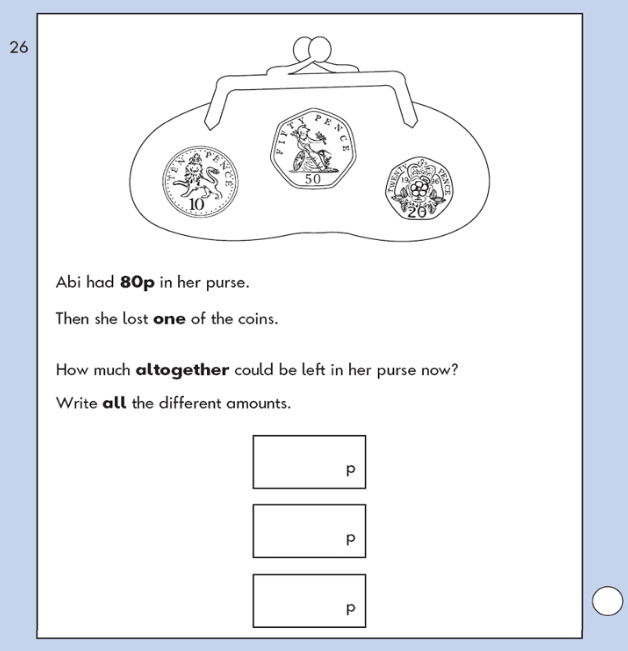 26
TEN PENCE
10
FIFTY PENCE
50
TWENTY PENCE
20
Abi had 80p in her purse.
Then she lost one of the coins.
How much altogether could be left in her purse now?
Write all the different amounts.
p
p
p